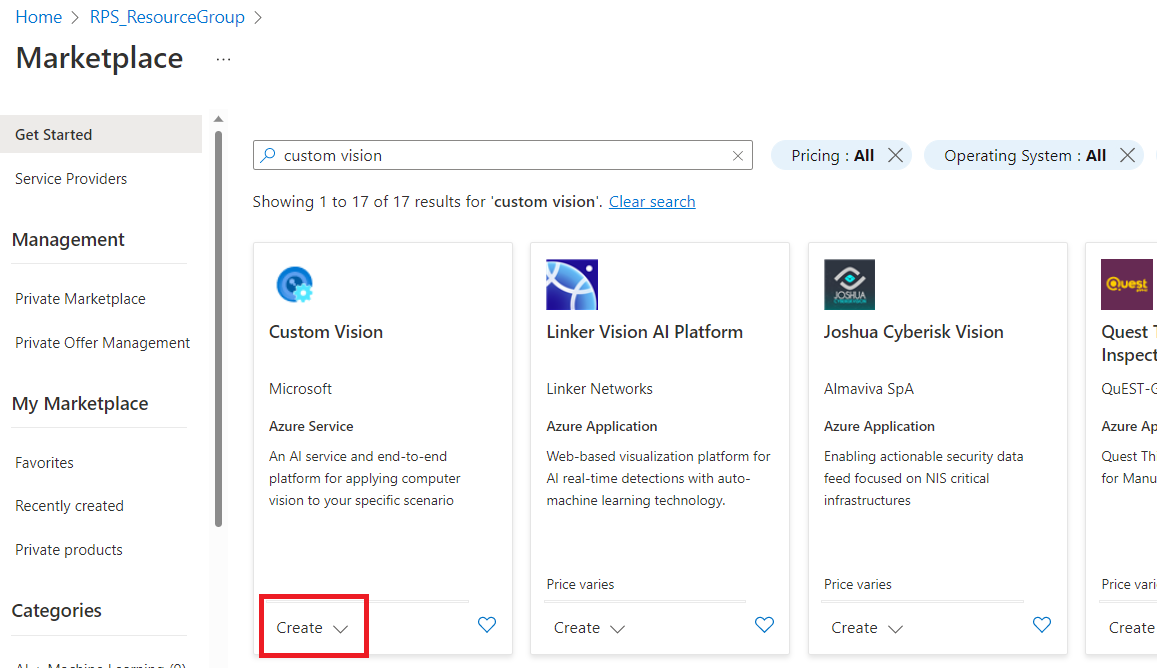 Home > RPS_ResourceGroup >
Marketplace ...
Get Started
Service Providers
Management
Private Marketplace
Private Offer Management
My Marketplace
Favorites
Recently created
Private products
Categories
AI + Machine Learning (0)
custom vision
Pricing : All
Operating System : All
Showing 1 to 17 of 17 results for 'custom vision'. Clear search
Custom Vision
Microsoft
Azure Service
An AI service and end-to-end
platform for applying computer
vision to your specific scenario
Create
Linker Vision AI Platform
Linker Networks
Azure Application
Web-based visualization platform for
AI real-time detections with auto-
machine learning technology.
Price varies
Create
JOSHUA
Joshua Cyberisk Vision
Almaviva SpA
Azure Application
Enabling actionable security data
feed focused on NIS critical
infrastructures
Price varies
Create
Quest
Quest T
Inspect
QuEST-G
Azure Ap
Quest Th
for Manu
Price vari
Create